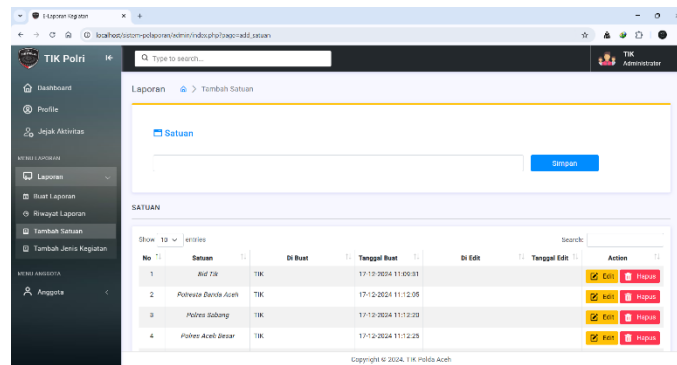 E-Laporan Kegiatan
localhost/sistem-pelaporan/admin/index.php?page=add_satuan
TIK Polri
Type to search...
TIK
Administrator
Dashboard
Profile
Jejak Aktivitas
MENU LAPORAN
Laporan
Buat Laporan
Riwayat Laporan
Tambah Satuan
Tambah Jenis Kegiatan
MENU ANGGOTA
Anggota
Laporan > Tambah Satuan
Satuan
Simpan
SATUAN
Show 10 entries Search:
No Satuan Di Buat Tanggal Buat Di Edit Tanggal Edit Action
1 Bid Tik TIK 17-12-2024 11:09:31 Edit Hapus
2 Polresta Banda Aceh TIK 17-12-2024 11:12:05 Edit Hapus
3 Polres Sabang TIK 17-12-2024 11:12:20 Edit Hapus
4 Polres Aceh Besar TIK 17-12-2024 11:12:25 Edit Hapus
Copyright © 2024. TIK Polda Aceh